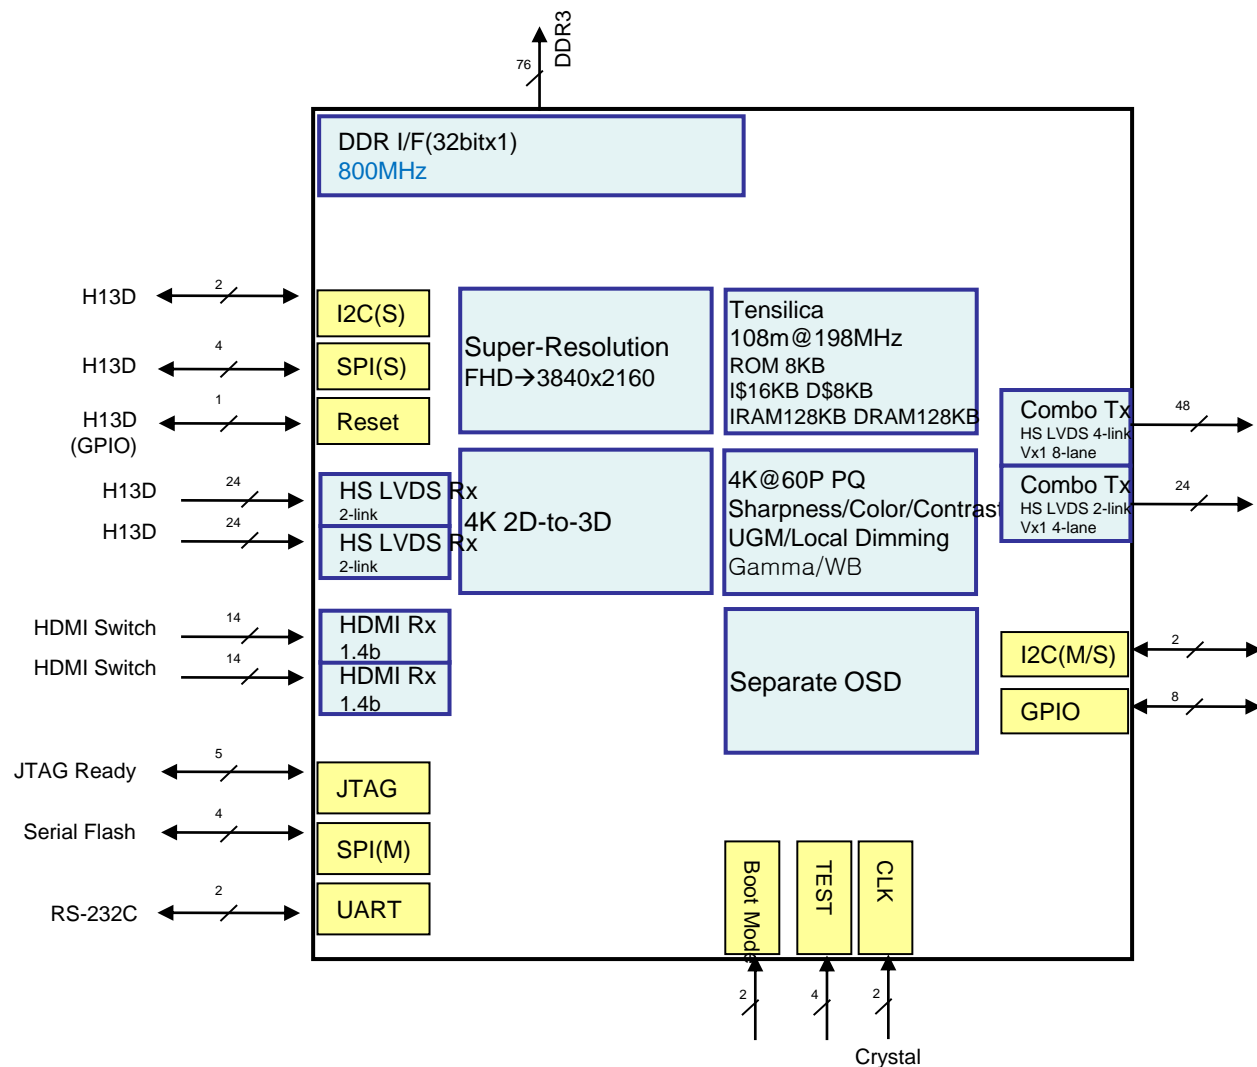 DDR3
76
DDR I/F(32bitx1)
800MHz
H13D
2
I2C(S)
H13D
4
SPI(S)
H13D
(GPIO)
1
Reset
Super-Resolution
FHD→3840x2160
Tensilica
108m@198MHz
ROM 8KB
I$16KB D$8KB
IRAM128KB DRAM128KB
Combo Tx
HS LVDS 4-link
Vx1 8-lane
48
Combo Tx
HS LVDS 2-link
Vx1 4-lane
24
H13D
24
HS LVDS Rx
2-link
H13D
24
HS LVDS Rx
2-link
4K 2D-to-3D
4K@60P PQ
Sharpness/Color/Contrast
UGM/Local Dimming
Gamma/WB
HDMI Switch
14
HDMI Rx
1.4b
HDMI Switch
14
HDMI Rx
1.4b
Separate OSD
I2C(M/S)
2
GPIO
8
JTAG Ready
5
JTAG
Serial Flash
4
SPI(M)
RS-232C
2
UART
Boot Mode
TEST
CLK
2
4
2
Crystal